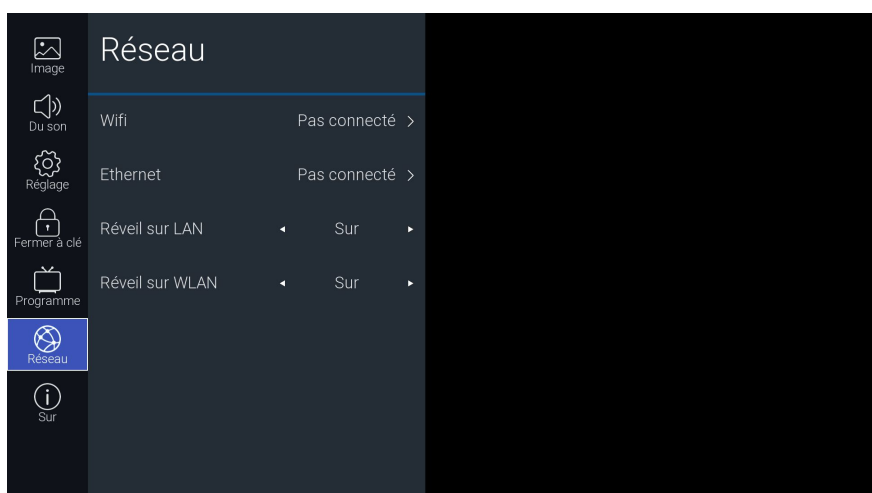 Image
Du son
Réglage
Fermer à clé
Programme
Réseau
Sur
Réseau
Wifi Pas connecté
Ethernet Pas connecté
Réveil sur LAN Sur
Réveil sur WLAN Sur